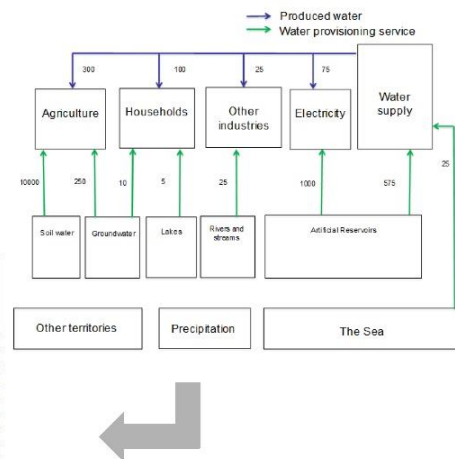 Produced water
Water provisioning service
300
100
25
75
Agriculture
Households
Other
industries
Electricity
Water
supply
10000
250
10
5
25
1000
575
25
Soil water
Groundwater
Lakes
Rivers and
streams
Artificial Reservoirs
Other territories
Precipitation
The Sea